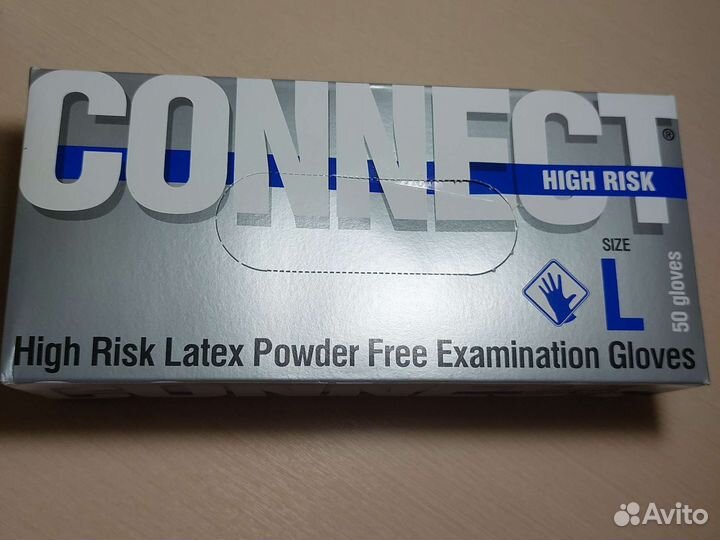 CONNECT®
HIGH RISK
SIZE
L
50 gloves
High Risk Latex Powder Free Examination Gloves
Avito